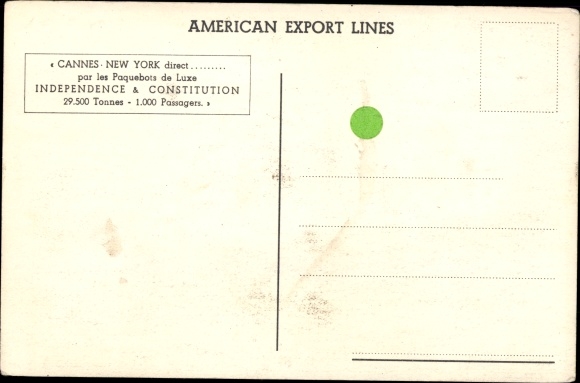 AMERICAN EXPORT LINES
« CANNES - NEW YORK direct .........
par les Paquebots de Luxe
INDEPENDENCE & CONSTITUTION
29.500 Tonnes - 1.000 Passagers. »